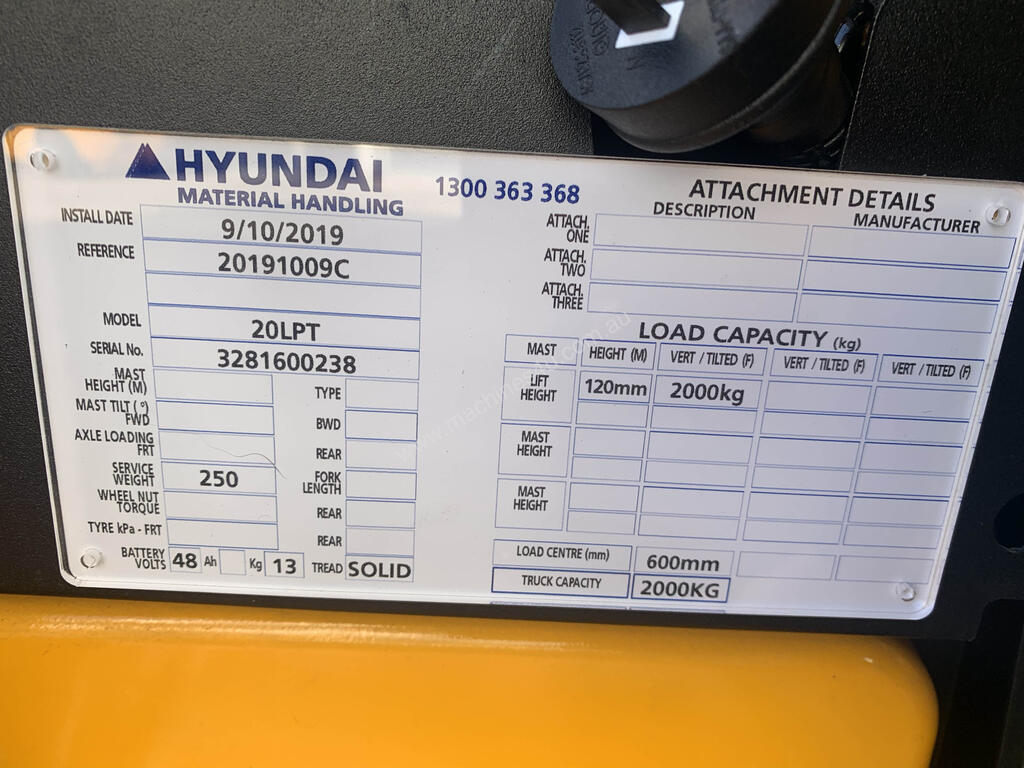 HYUNDAI
MATERIAL HANDLING
1300 363 368
INSTALL DATE 9/10/2019
REFERENCE 20191009C
MODEL 20LPT
SERIAL No. 3281600238
MAST HEIGHT (M) TYPE
MAST TILT (°) FWD BWD
AXLE LOADING FRT REAR
SERVICE WEIGHT 250 FORK LENGTH
WHEEL NUT TORQUE REAR
TYRE kPa - FRT REAR
BATTERY VOLTS 48 Ah Kg 13 TREAD SOLID
ATTACHMENT DETAILS
DESCRIPTION MANUFACTURER
ATTACH. ONE
ATTACH. TWO
ATTACH. THREE
LOAD CAPACITY (kg)
MAST HEIGHT (M) VERT / TILTED (F) VERT / TILTED (F) VERT / TILTED (F)
LIFT HEIGHT 120mm 2000kg
MAST HEIGHT
MAST HEIGHT
LOAD CENTRE (mm) 600mm
TRUCK CAPACITY 2000KG